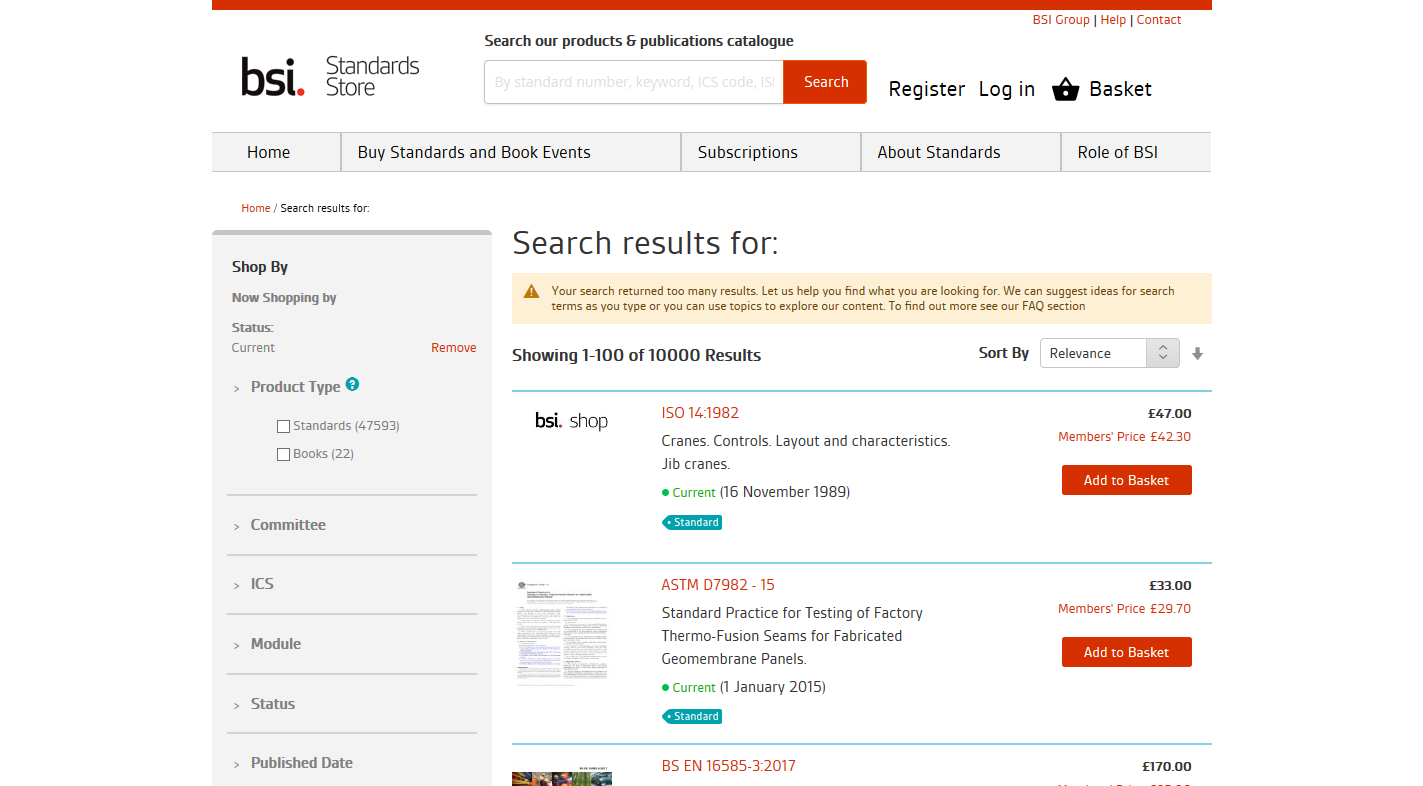 BSI Group | Help | Contact
Search our products & publications catalogue
bsi. Standards Store
By standard number, keyword, ICS code, ISI
Search
Register Log in Basket
Home
Buy Standards and Book Events
Subscriptions
About Standards
Role of BSI
Home / Search results for:
Shop By
Now Shopping by
Status:
Current
Remove
> Product Type ?
Standards (47593)
Books (22)
> Committee
> ICS
> Module
> Status
> Published Date
Search results for:
Your search returned too many results. Let us help you find what you are looking for. We can suggest ideas for search
terms as you type or you can use topics to explore our content. To find out more see our FAQ section
Showing 1-100 of 10000 Results
Sort By Relevance
bsi. shop
ISO 14:1982
Cranes. Controls. Layout and characteristics.
Jib cranes.
Current (16 November 1989)
Standard
£47.00
Members' Price £42.30
Add to Basket
ASTM D7982 - 15
Standard Practice for Testing of Factory
Thermo-Fusion Seams for Fabricated
Geomembrane Panels.
Current (1 January 2015)
Standard
£33.00
Members' Price £29.70
Add to Basket
BS EN 16585-3:2017
£170.00